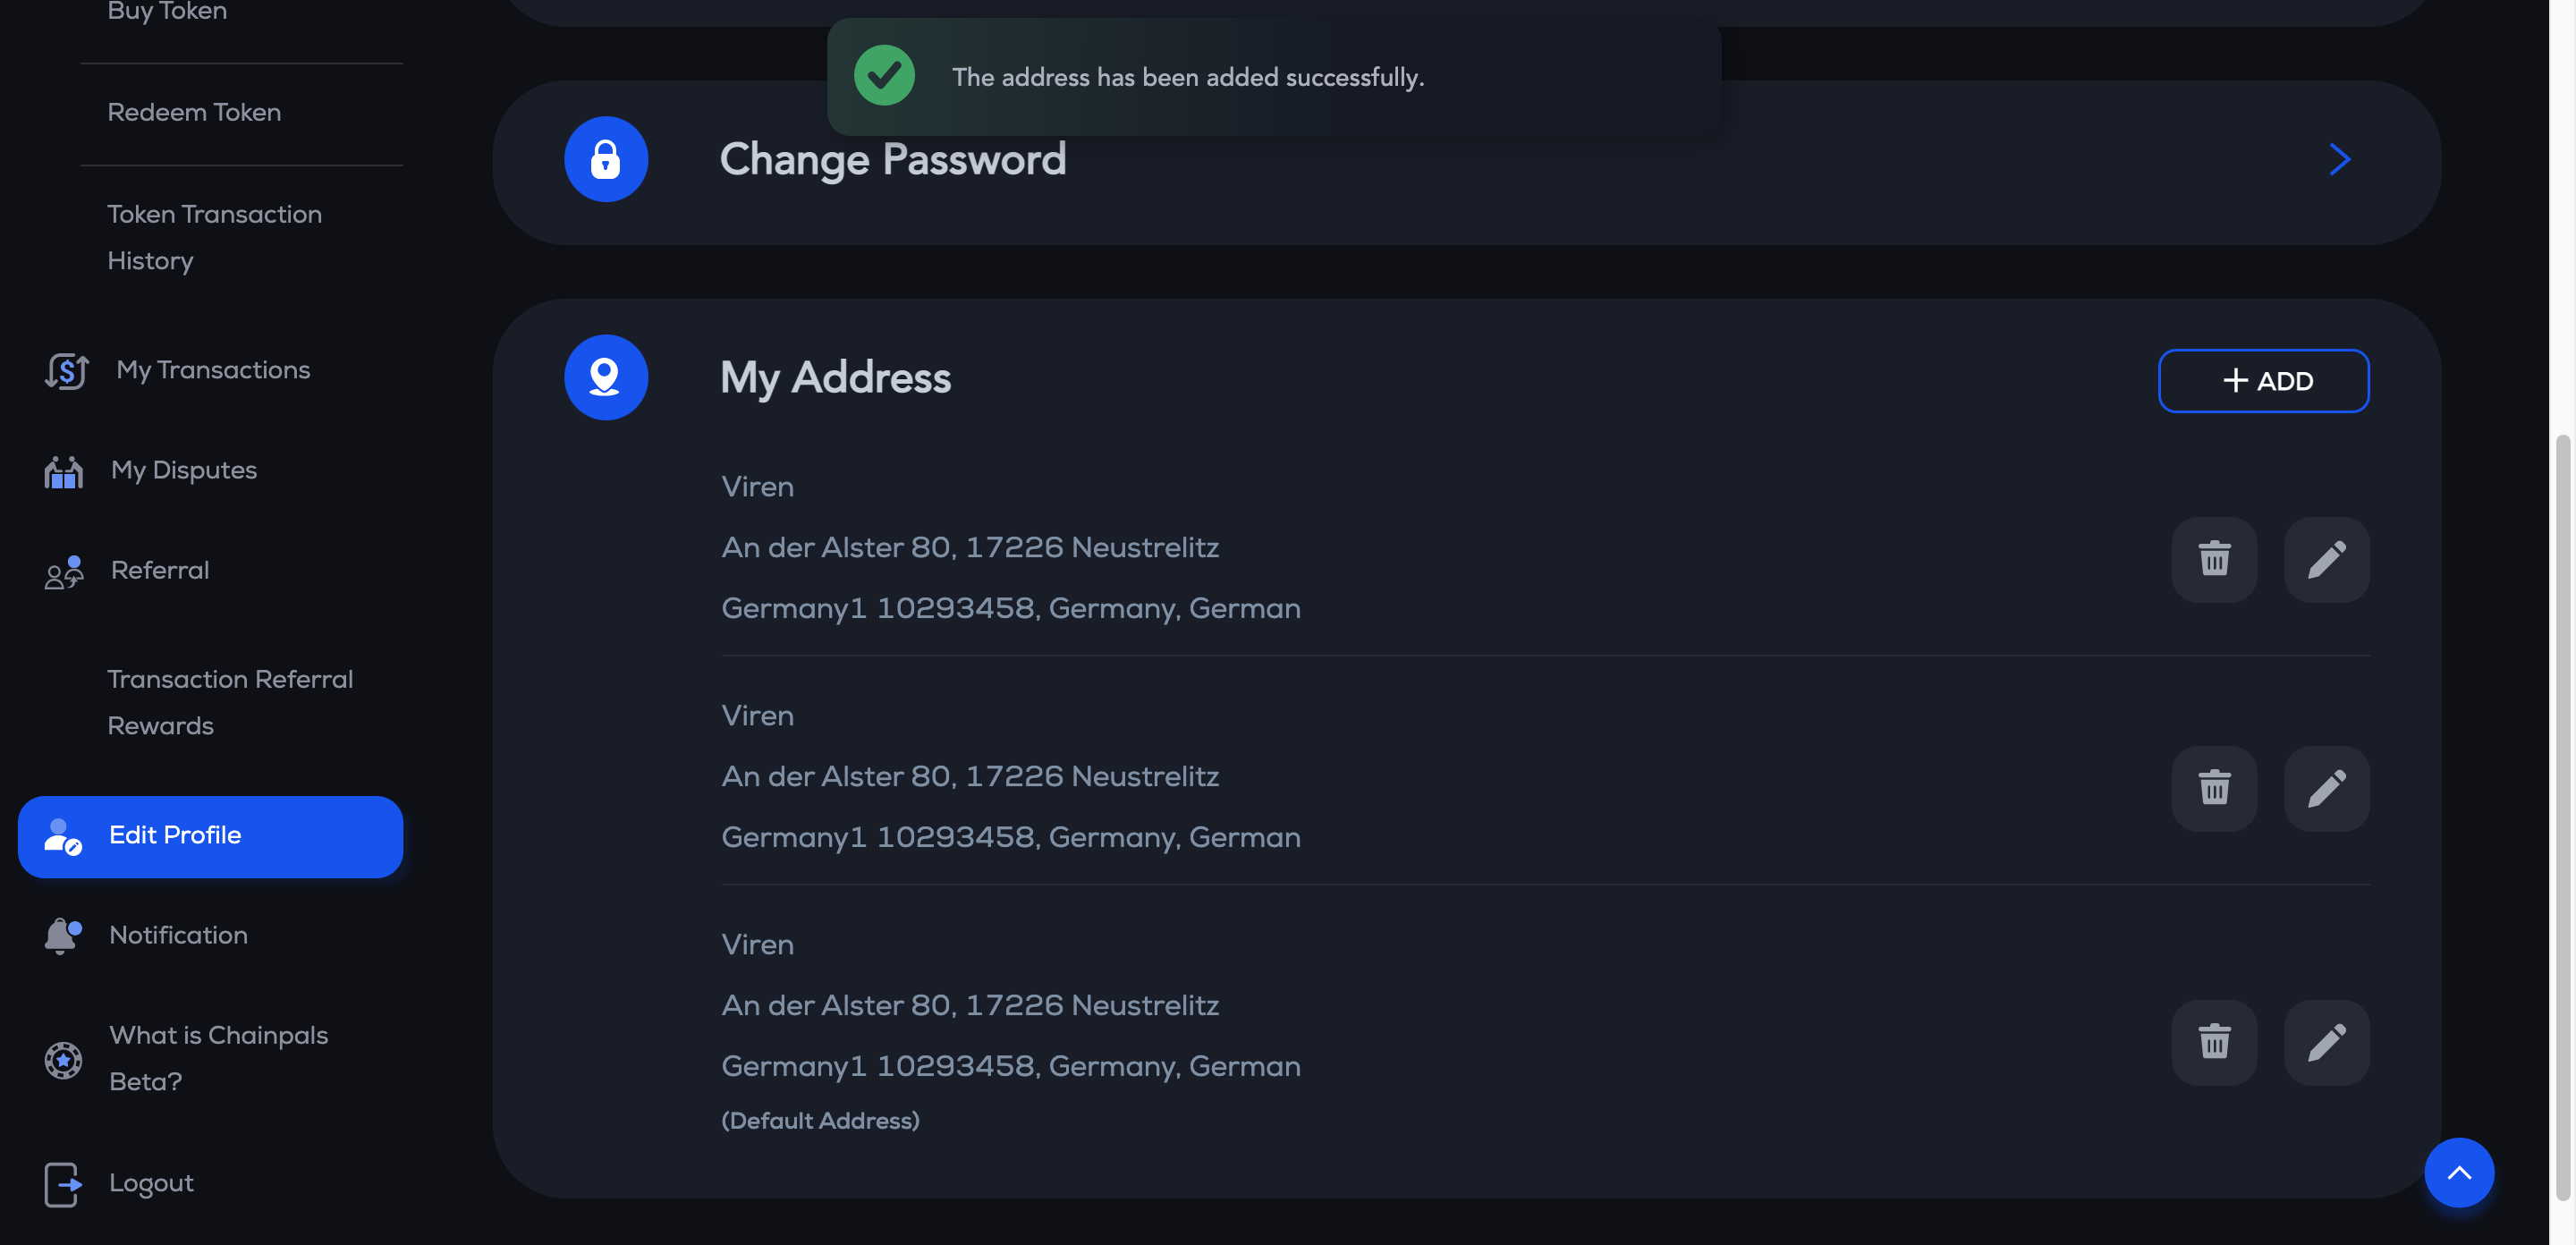 Buy Token
Redeem Token
Token Transaction
History
My Transactions
My Disputes
Referral
Transaction Referral
Rewards
Edit Profile
Notification
What is Chainpals
Beta?
Logout
The address has been added successfully.
Change Password
My Address
+ ADD
Viren
An der Alster 80, 17226 Neustrelitz
Germany1 10293458, Germany, German
Viren
An der Alster 80, 17226 Neustrelitz
Germany1 10293458, Germany, German
Viren
An der Alster 80, 17226 Neustrelitz
Germany1 10293458, Germany, German
(Default Address)